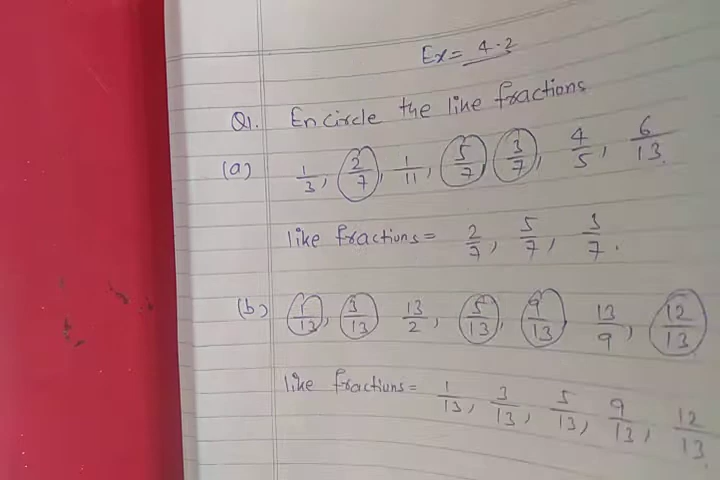 Ex = 4.2
Q1. Encircle the like fractions
(a) 1/3, 2/7, 1/11, 5/7, 3/7, 4/5, 6/13.
like fractions = 2/7, 5/7, 3/7.
(b) 1/13, 3/13 13/2, 5/13, 9/13 13/9, 12/13
like fractions = 1/13, 3/13, 5/13, 9/13, 12/13.